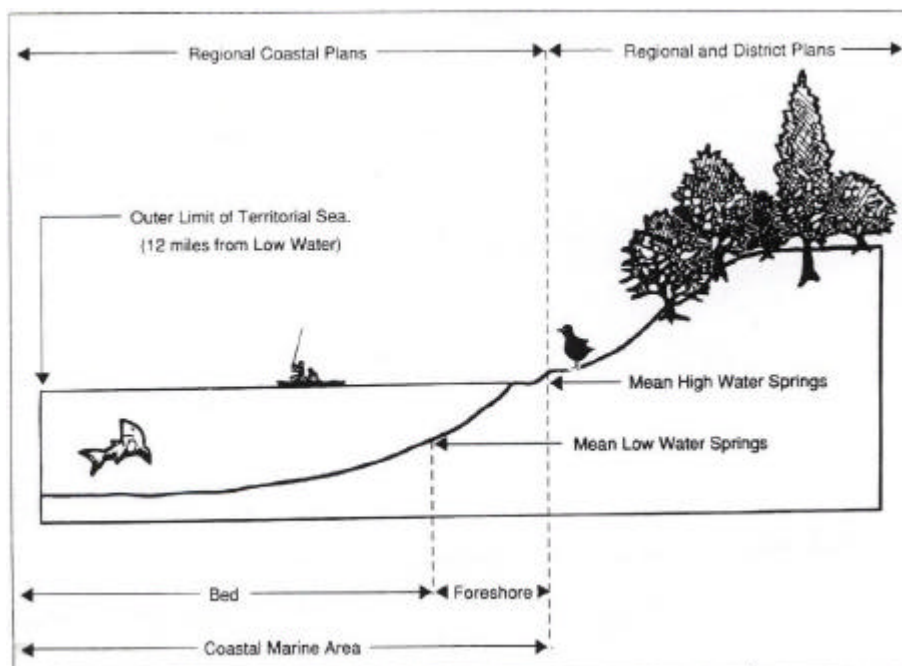 Regional Coastal Plans
Regional and District Plans
Outer Limit of Territorial Sea.
(12 miles from Low Water)
Mean High Water Springs
Mean Low Water Springs
Bed
Foreshore
Coastal Marine Area